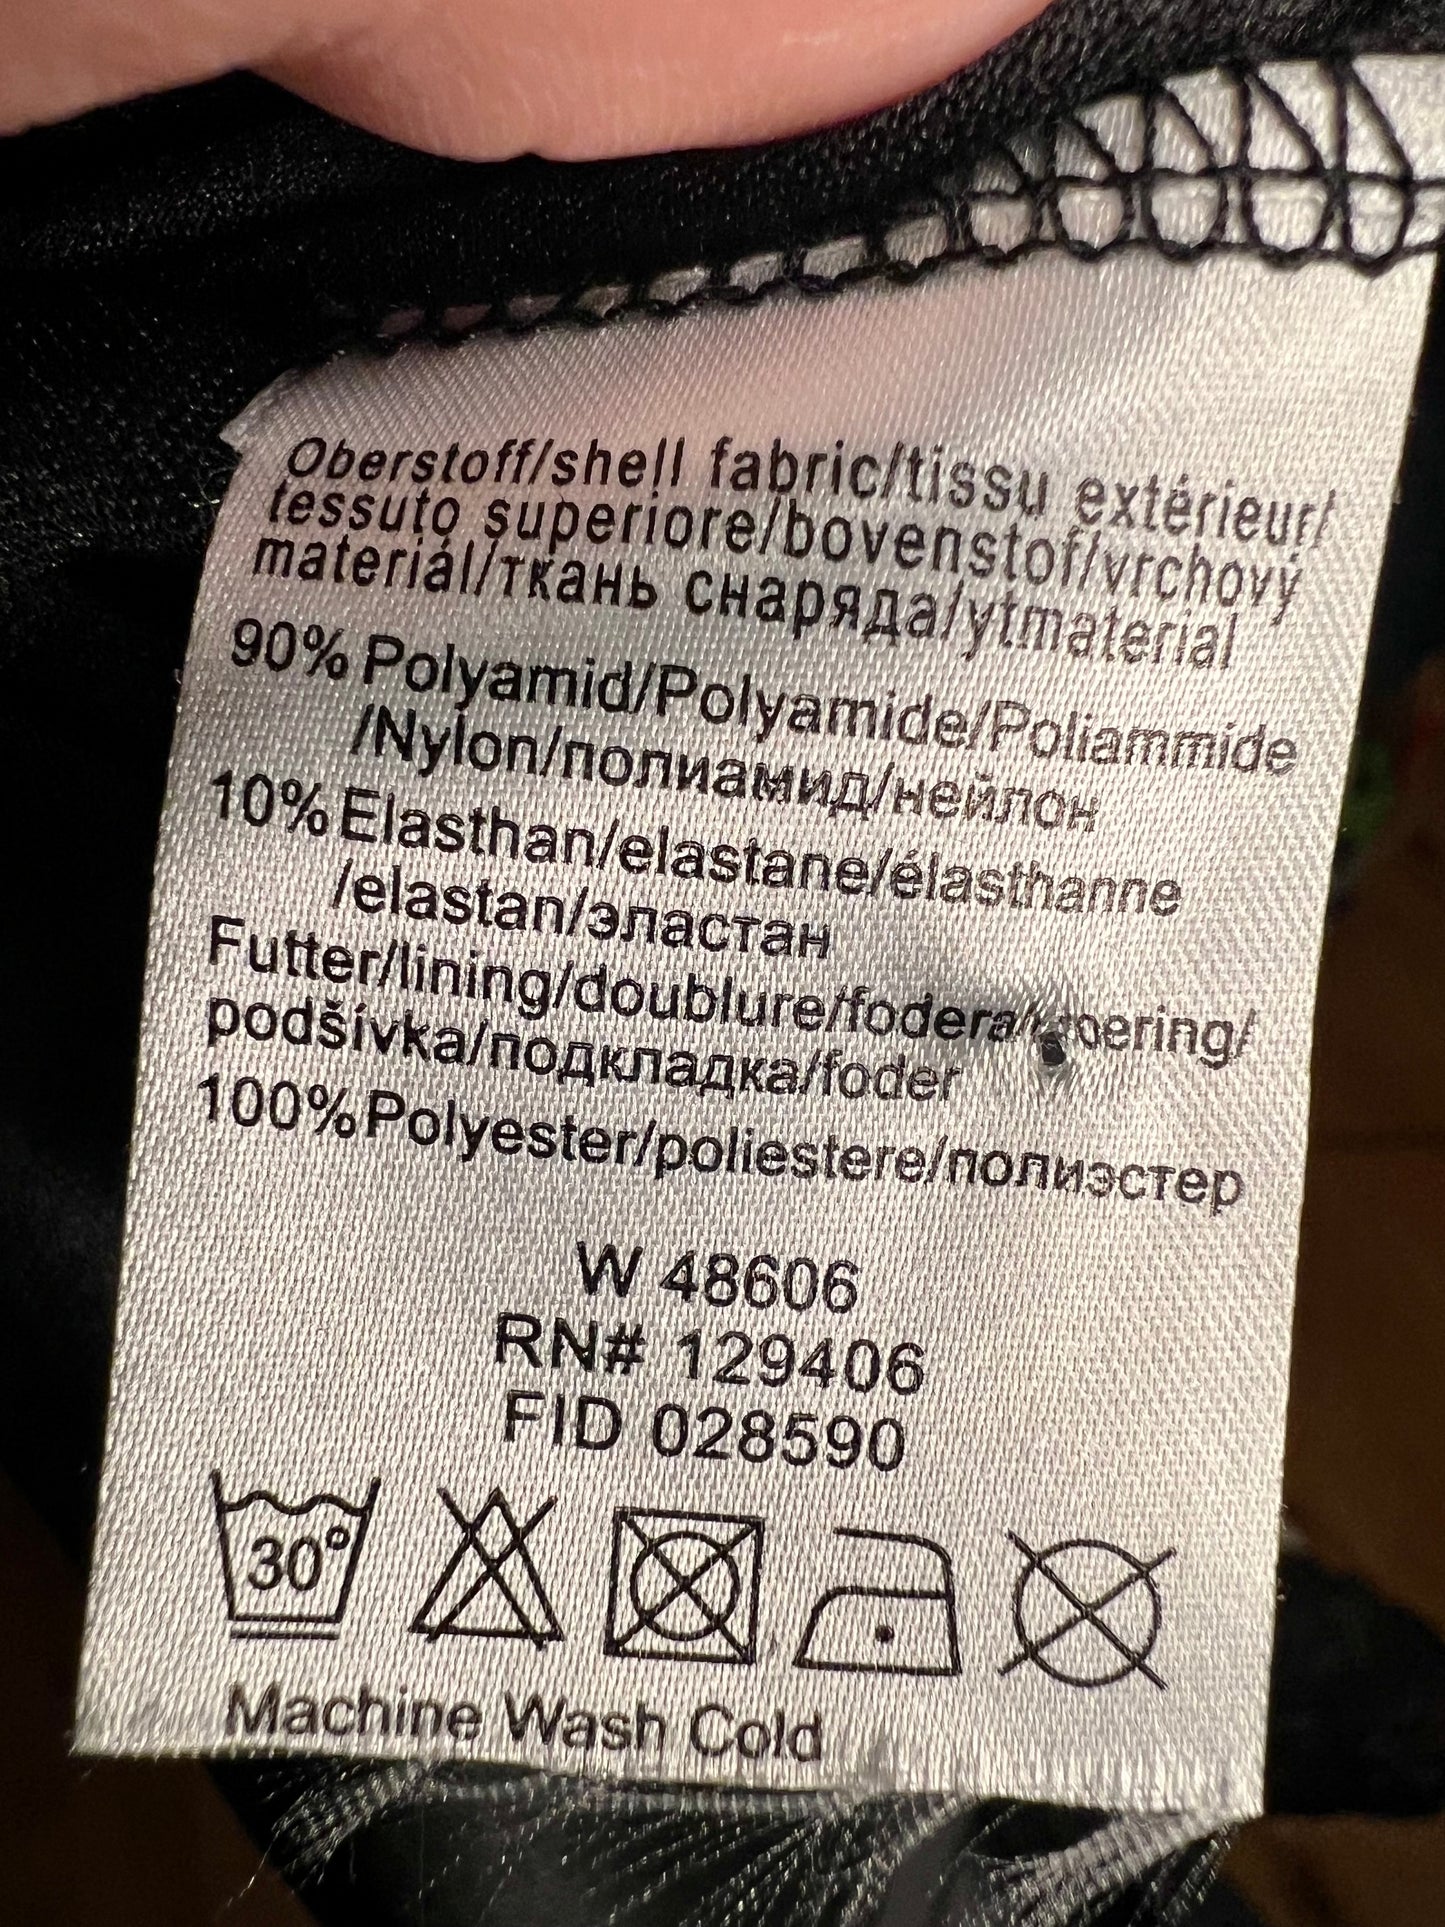 Oberstoff/shell fabric/tissu extérieur/
tessuto superiore/bovenstof/vrchový
materiál/ткань снаряда/ytmaterial
90% Polyamid/Polyamide/Poliammide
/Nylon/полиамид/нейлон
10% Elasthan/elastane/élasthanne
/elastan/эластан
Futter/lining/doublure/fodera/
podšívka/подкладка/foder
100% Polyester/poliestere/полиэстер
W 48606
RN# 129406
FID 028590
30°
Machine Wash Cold